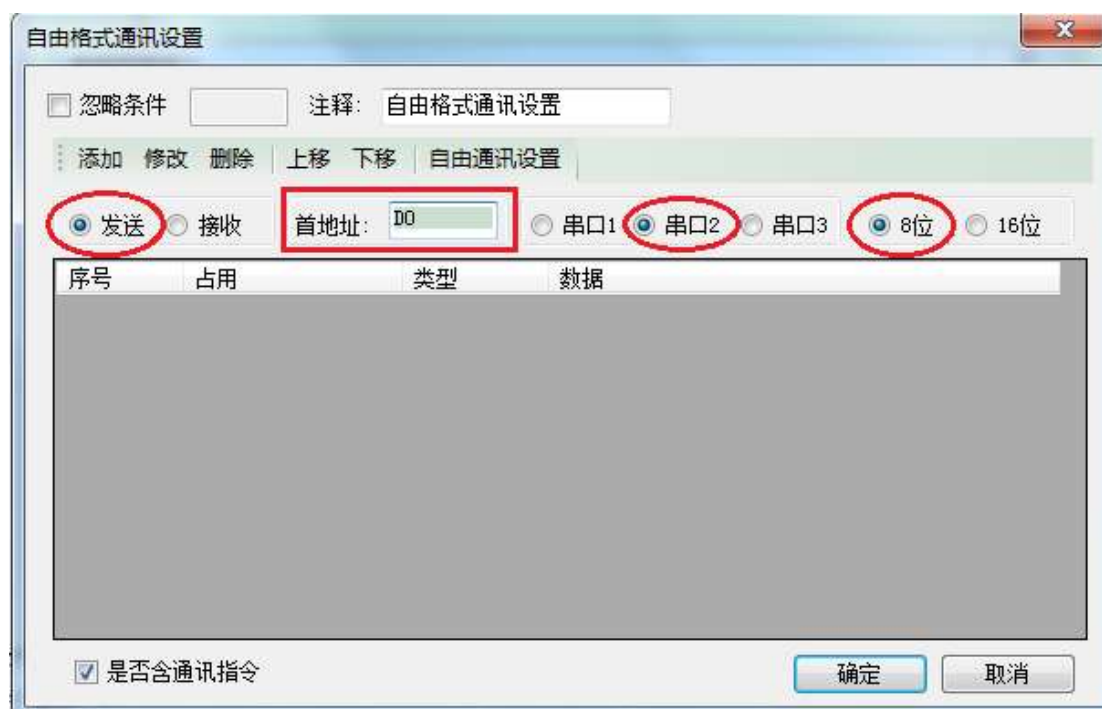 自由格式通讯设置
忽略条件 注释: 自由格式通讯设置
添加 修改 删除 上移 下移 自由通讯设置
发送 接收 首地址: D0 串口1 串口2 串口3 8位 16位
序号 占用 类型 数据
是否含通讯指令 确定 取消